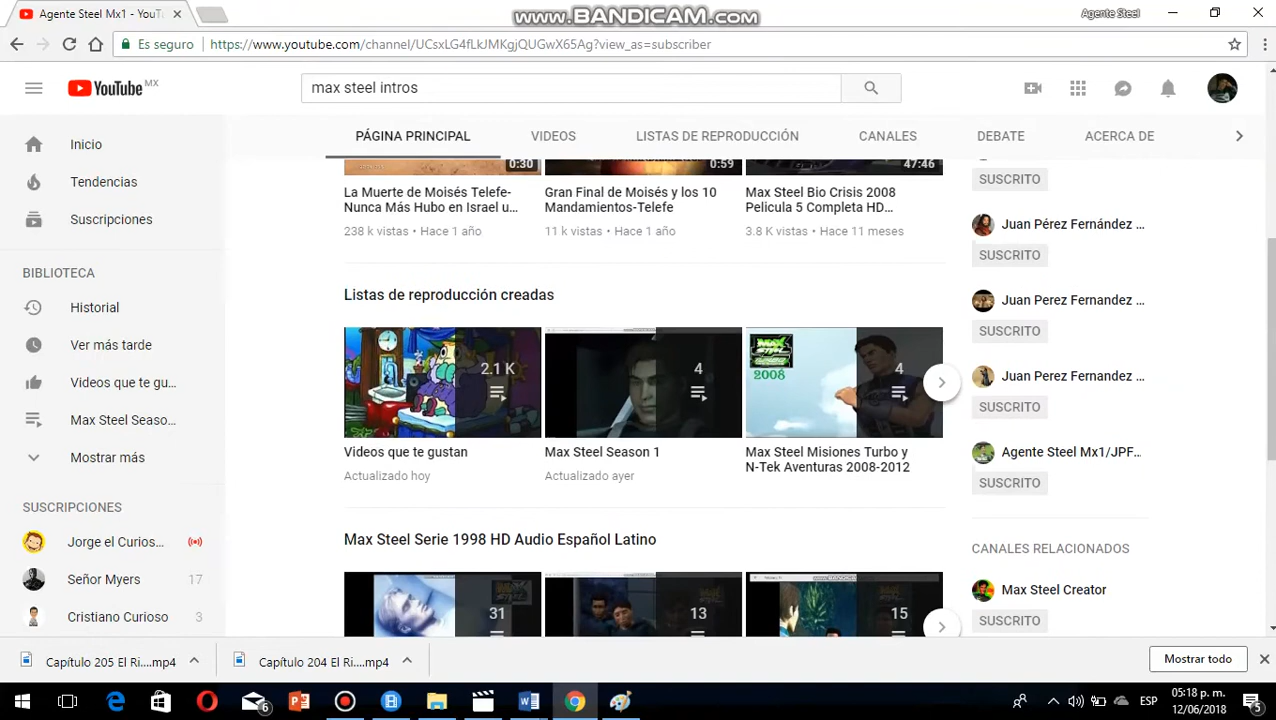 Agente Steel Mx1 - YouT
www.BANDICAM.com
Agente Steel
Es seguro
https://www.youtube.com/channel/UCsxLG4fLkJMKgjQUGwX65Ag?view_as=subscriber
YouTube MX
max steel intros
PÁGINA PRINCIPAL
VIDEOS
LISTAS DE REPRODUCCIÓN
CANALES
DEBATE
ACERCA DE
Inicio
Tendencias
Suscripciones
BIBLIOTECA
Historial
Ver más tarde
Videos que te gu...
Max Steel Seaso...
Mostrar más
SUSCRIPCIONES
Jorge el Curios...
Señor Myers 17
Cristiano Curioso 3
0:30
0:59
47:46
La Muerte de Moisés Telefe-
Nunca Más Hubo en Israel u...
238 k vistas • Hace 1 año
Gran Final de Moisés y los 10
Mandamientos-Telefe
11 k vistas • Hace 1 año
Max Steel Bio Crisis 2008
Pelicula 5 Completa HD...
3.8 K vistas • Hace 11 meses
Listas de reproducción creadas
2.1 K
4
MAX STEEL
2008
4
Videos que te gustan
Actualizado hoy
Max Steel Season 1
Actualizado ayer
Max Steel Misiones Turbo y
N-Tek Aventuras 2008-2012
Max Steel Serie 1998 HD Audio Español Latino
31
13
BANDICAM
15
SUSCRITO
Juan Pérez Fernández ...
SUSCRITO
Juan Perez Fernandez ...
SUSCRITO
Juan Perez Fernandez ...
SUSCRITO
Agente Steel Mx1/JPF...
SUSCRITO
CANALES RELACIONADOS
Max Steel Creator
SUSCRITO
Capítulo 205 El Ri....mp4
Capítulo 204 El Ri....mp4
Mostrar todo
6
ESP
05:18 p. m.
12/06/2018
5